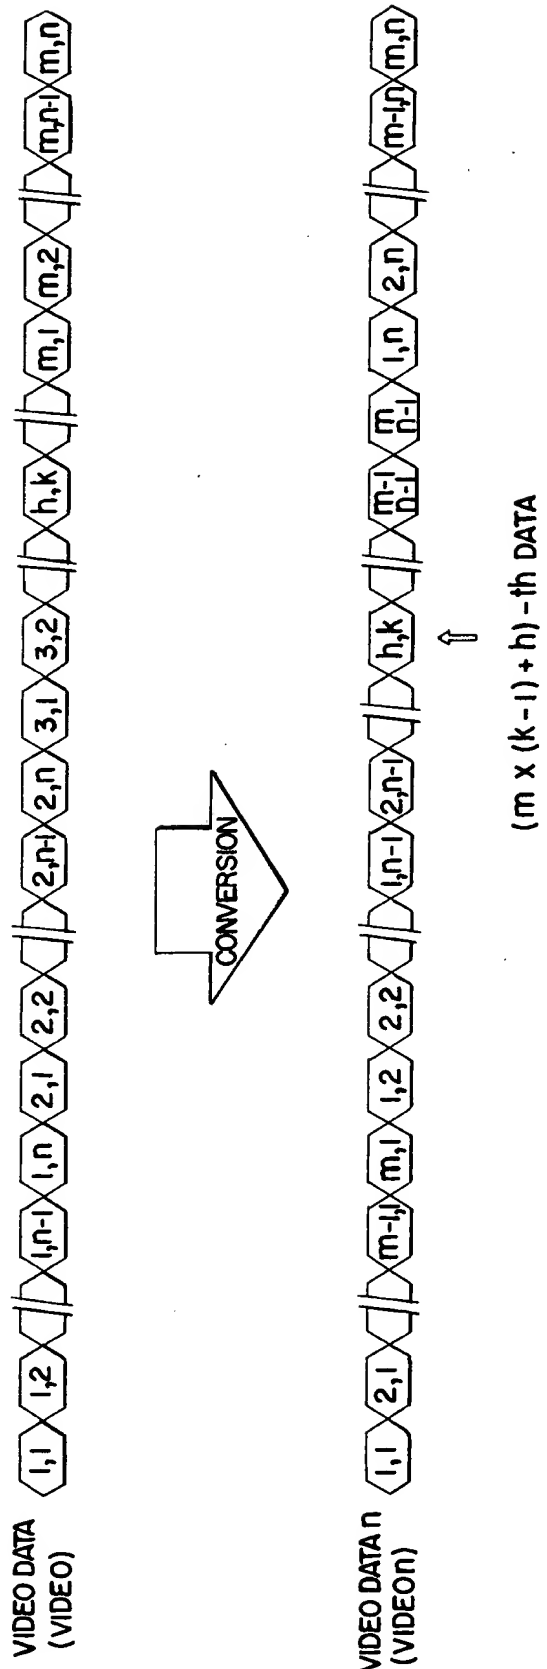 VIDEO DATA
(VIDEO)
1,1 1,2 1,n-1 1,n 2,1 2,2 2,n-1 2,n 3,1 3,2 h,k m,1 m,2 m,n-1 m,n
CONVERSION
VIDEO DATA n
(VIDEOn)
1,1 2,1 m-1,1 m,1 1,2 2,2 1,n-1 2,n-1 h,k m-1 n-1 m n-1 1,n 2,n m-1,n m,n
(m x (k-1) + h) -th DATA